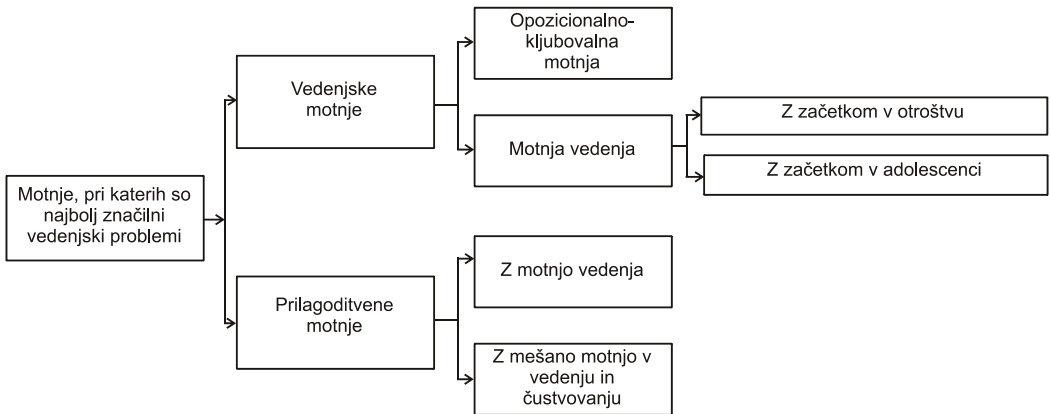 Motnje, pri katerih so
najbolj značilni
vedenjski problemi
Vedenjske
motnje
Opozicionalno-
kljubovalna
motnja
Motnja vedenja
Z začetkom v otroštvu
Z začetkom v adolescenci
Prilagoditvene
motnje
Z motnjo vedenja
Z mešano motnjo v
vedenju in
čustvovanju